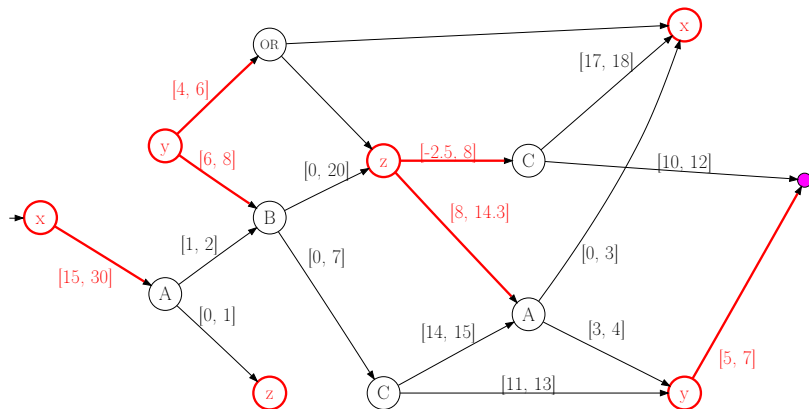 x
OR
[17, 18]
[4, 6]
y
[6, 8]
z
[-2.5, 8]
C
[10, 12]
[0, 20]
[8, 14.3]
x
B
[1, 2]
[0, 7]
[0, 3]
[15, 30]
A
[0, 1]
[14, 15]
A
[3, 4]
[5, 7]
z
C
[11, 13]
y